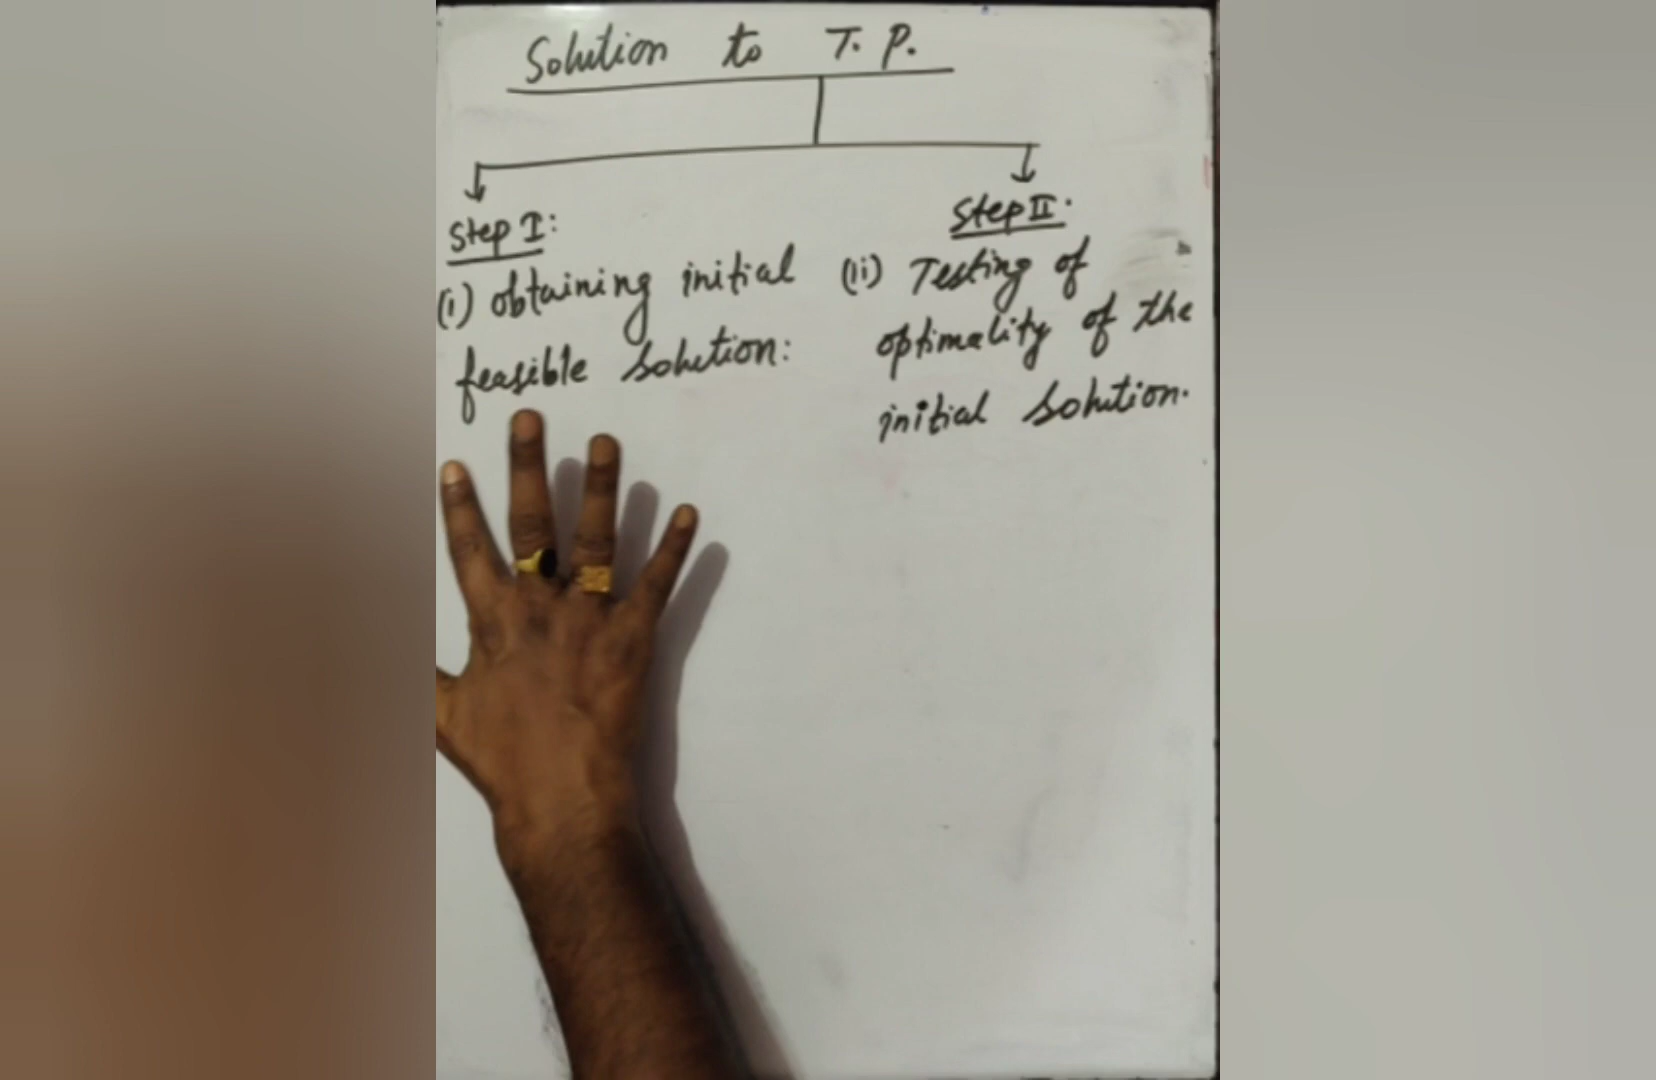 Solution to T. P.
Step I:
(i) obtaining initial
feasible solution:
Step II.
(ii) Testing of
optimality of the
initial solution.